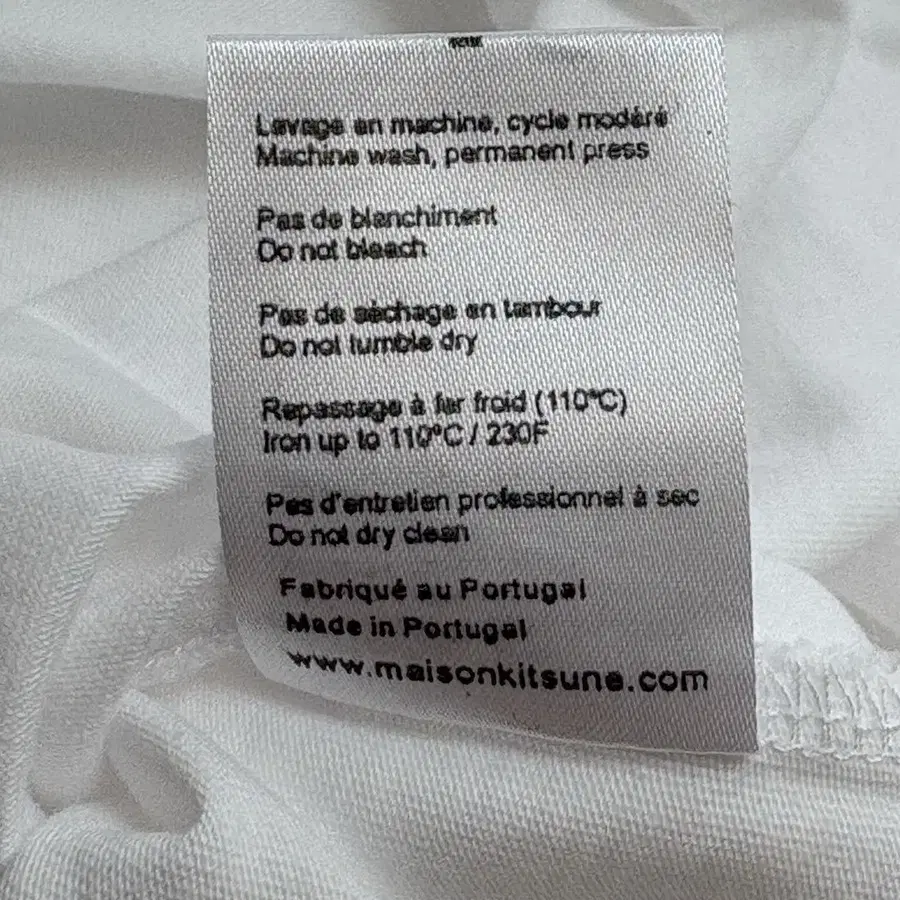 Lavage en machine, cycle modéré
Machine wash, permanent press
Pas de blanchiment
Do not bleach
Pas de séchage en tambour
Do not tumble dry
Repassage à fer froid (110°C)
Iron up to 110°C / 230F
Pas d'entretien professionnel à sec
Do not dry clean
Fabriqué au Portugal
Made in Portugal
www.maisonkitsune.com